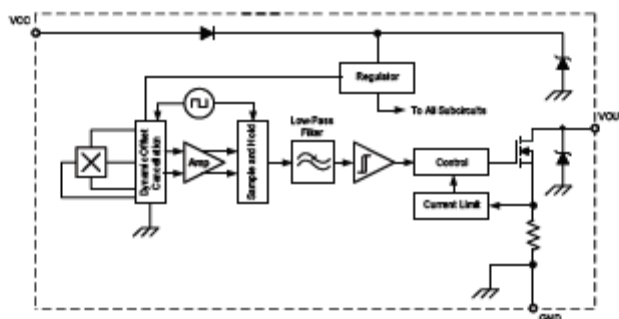 VCC
Regulator
To All Subcircuits
Low-Pass
Filter
VOUT
Dynamic Offset
Cancellation
Amp
Sample and Hold
Control
Current Limit
GND